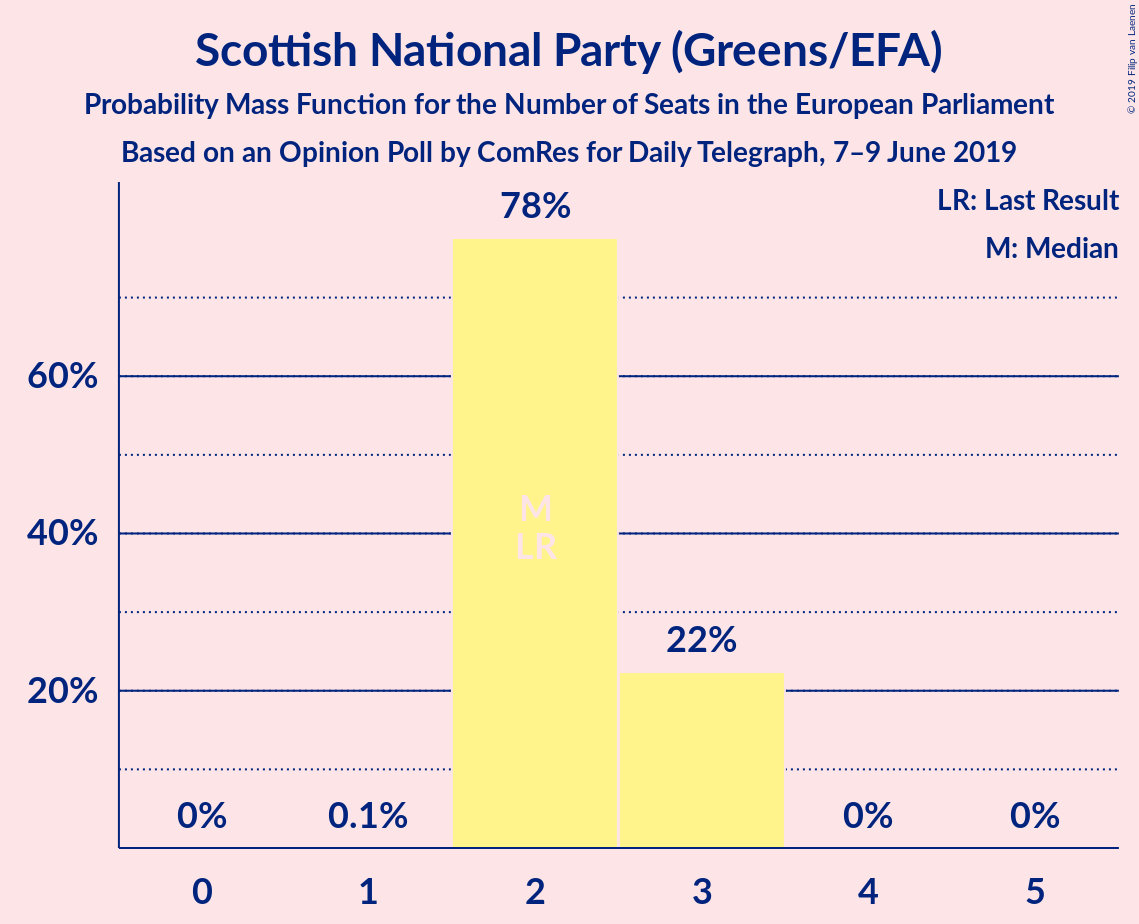 Scottish National Party (Greens/EFA)
Probability Mass Function for the Number of Seats in the European Parliament
Based on an Opinion Poll by ComRes for Daily Telegraph, 7–9 June 2019
© 2019 Filip van Laenen
LR: Last Result
M: Median
78%
60%
M
40%
LR
22%
20%
0%
0.1%
0%
0%
0
1
2
3
4
5